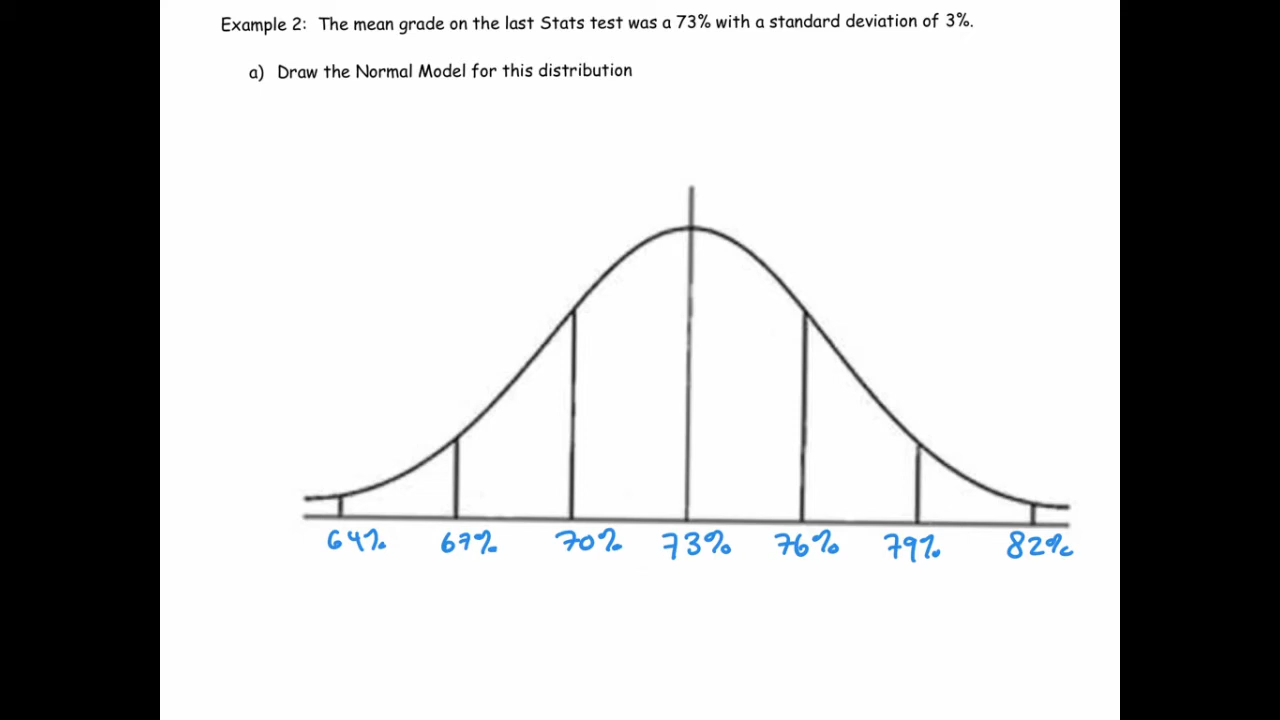 Example 2: The mean grade on the last Stats test was a 73% with a standard deviation of 3%.
a) Draw the Normal Model for this distribution
64% 67% 70% 73% 76% 79% 82%